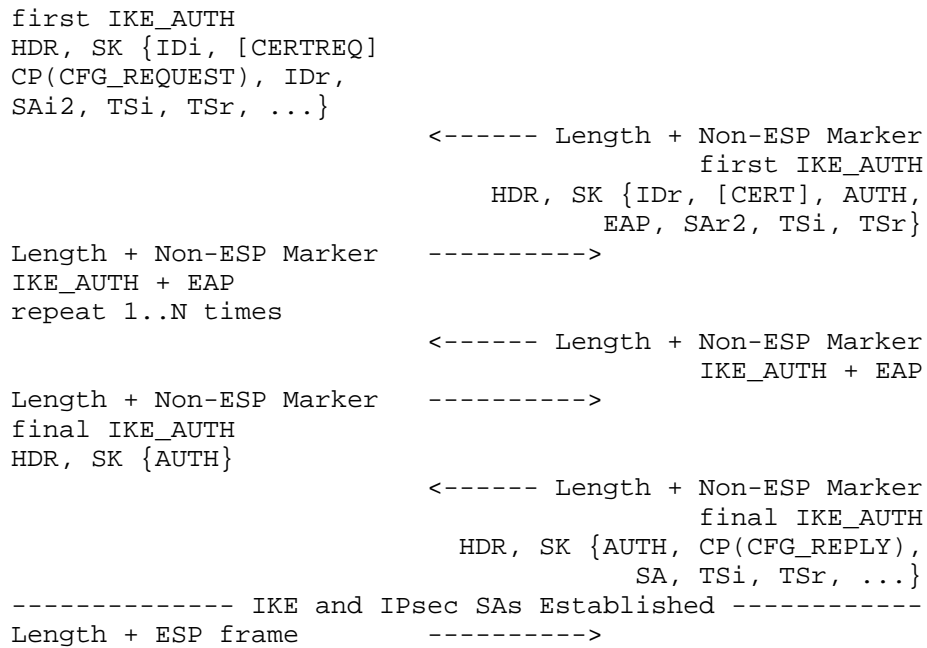 first IKE_AUTH
HDR, SK {IDi, [CERTREQ]
CP(CFG_REQUEST), IDr,
SAi2, TSi, TSr, ...}
<------ Length + Non-ESP Marker
first IKE_AUTH
HDR, SK {IDr, [CERT], AUTH,
EAP, SAr2, TSi, TSr}
Length + Non-ESP Marker ---------->
IKE_AUTH + EAP
repeat 1..N times
<------ Length + Non-ESP Marker
IKE_AUTH + EAP
Length + Non-ESP Marker ---------->
final IKE_AUTH
HDR, SK {AUTH}
<------ Length + Non-ESP Marker
final IKE_AUTH
HDR, SK {AUTH, CP(CFG_REPLY),
SA, TSi, TSr, ...}
-------------- IKE and IPsec SAs Established ------------
Length + ESP frame ---------->